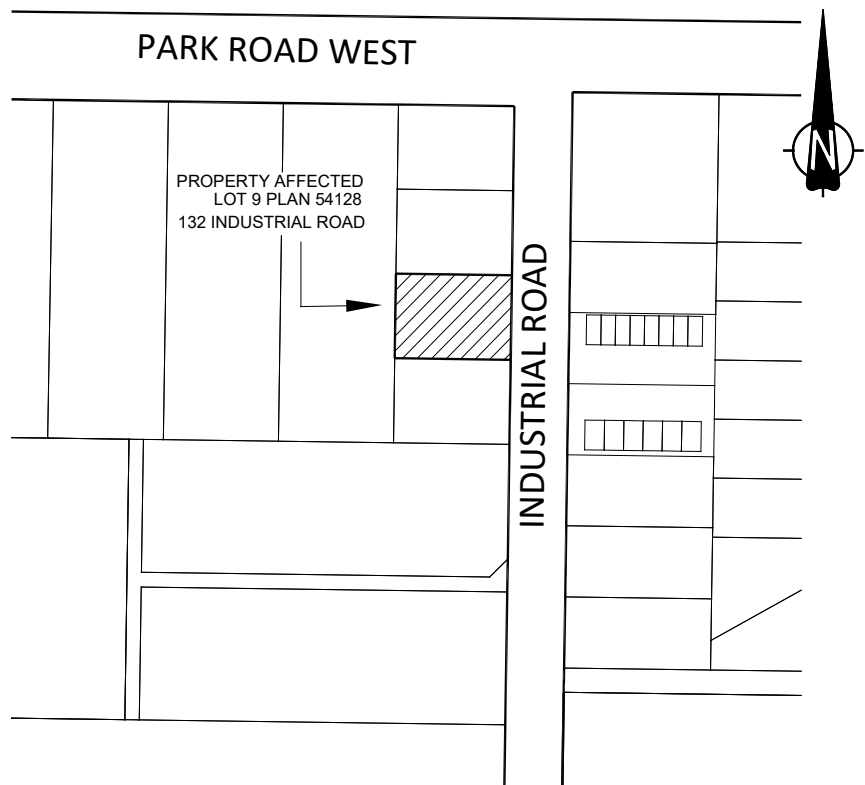 PARK ROAD WEST
N
PROPERTY AFFECTED
LOT 9 PLAN 54128
132 INDUSTRIAL ROAD
INDUSTRIAL ROAD